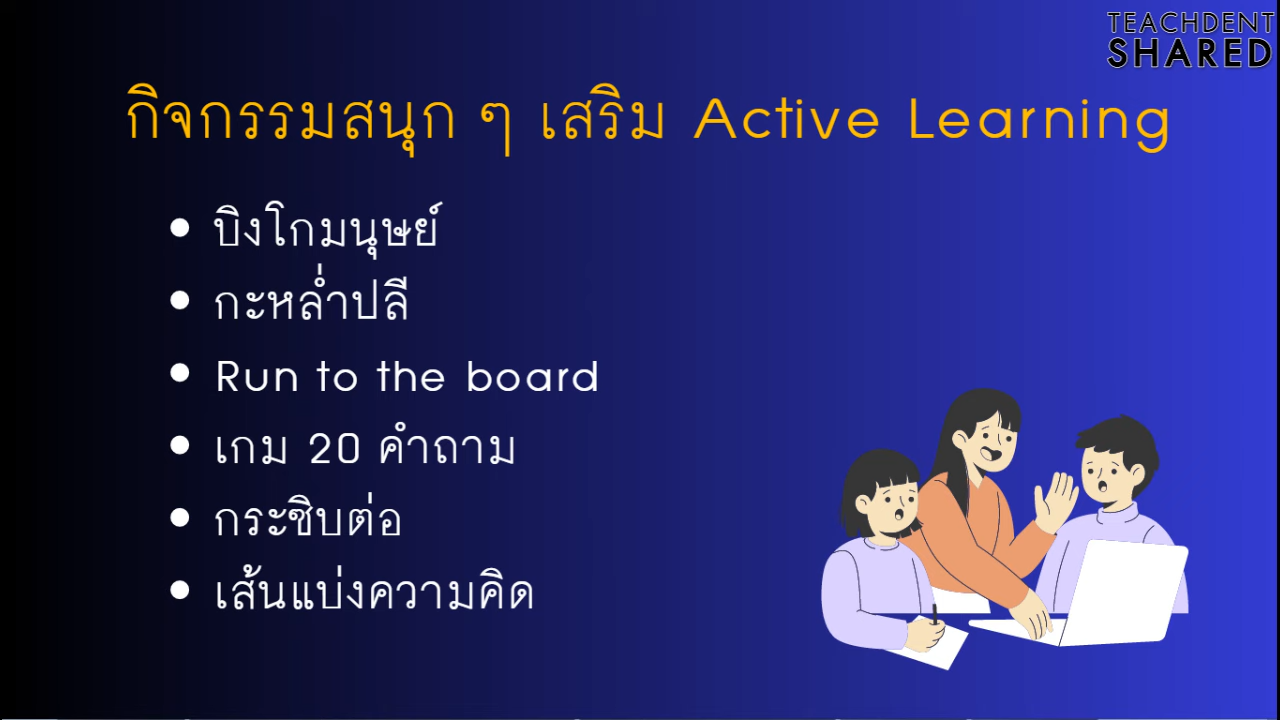 TEACHDENT
SHARED
กิจกรรมสนุก ๆ เสริม Active Learning
• บิงโกมนุษย์
• กะหล่ำปลี
• Run to the board
• เกม 20 คำถาม
• กระซิบต่อ
• เส้นแบ่งความคิด